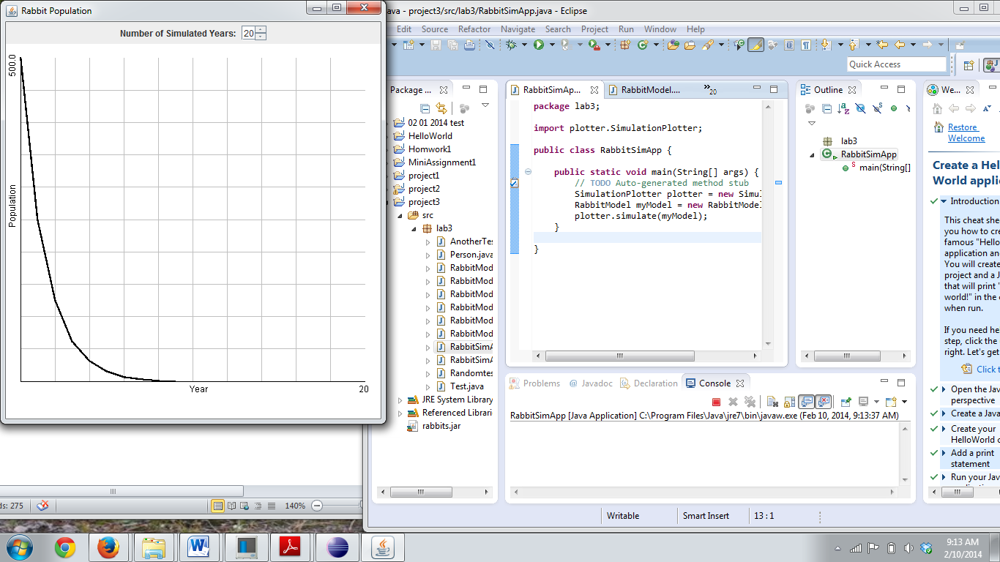 Rabbit Population
Number of Simulated Years: 20
500.0
Population
Year
20
ds: 275
140%
ava - project3/src/lab3/RabbitSimApp.java - Eclipse
Edit Source Refactor Navigate Search Project Run Window Help
Quick Access
Package ...
02 01 2014 test
HelloWorld
Homwork1
MiniAssignment1
project1
project2
project3
src
lab3
AnotherTes
Person.java
RabbitMod
RabbitMod
RabbitMod
RabbitMod
RabbitMod
RabbitMod
RabbitSimA
RabbitSimA
Randomtes
Test.java
JRE System Library
Referenced Librari
rabbits.jar
RabbitSimAp...
RabbitModel....
»20
package lab3;
import plotter.SimulationPlotter;
public class RabbitSimApp {
public static void main(String[] args) {
// TODO Auto-generated method stub
SimulationPlotter plotter = new Simul
RabbitModel myModel = new RabbitModel
plotter.simulate(myModel);
}
}
Outline
lab3
RabbitSimApp
main(String[]
We...
Restore
Welcome
Create a Hel
World applic
Introduction
This cheat she
you how to cre
famous "Hello
application an
You will create
project and a J
that will print "
world!" in the c
when run.
If you need he
step, click the
right. Let's get
Click t
Open the Jav
perspective
Create a Java
Create your
HelloWorld c
Add a print
statement
Run your Jav
Problems @ Javadoc Declaration Console
RabbitSimApp [Java Application] C:\Program Files\Java\jre7\bin\javaw.exe (Feb 10, 2014, 9:13:37 AM)
Writable
Smart Insert
13 : 1
9:13 AM
2/10/2014